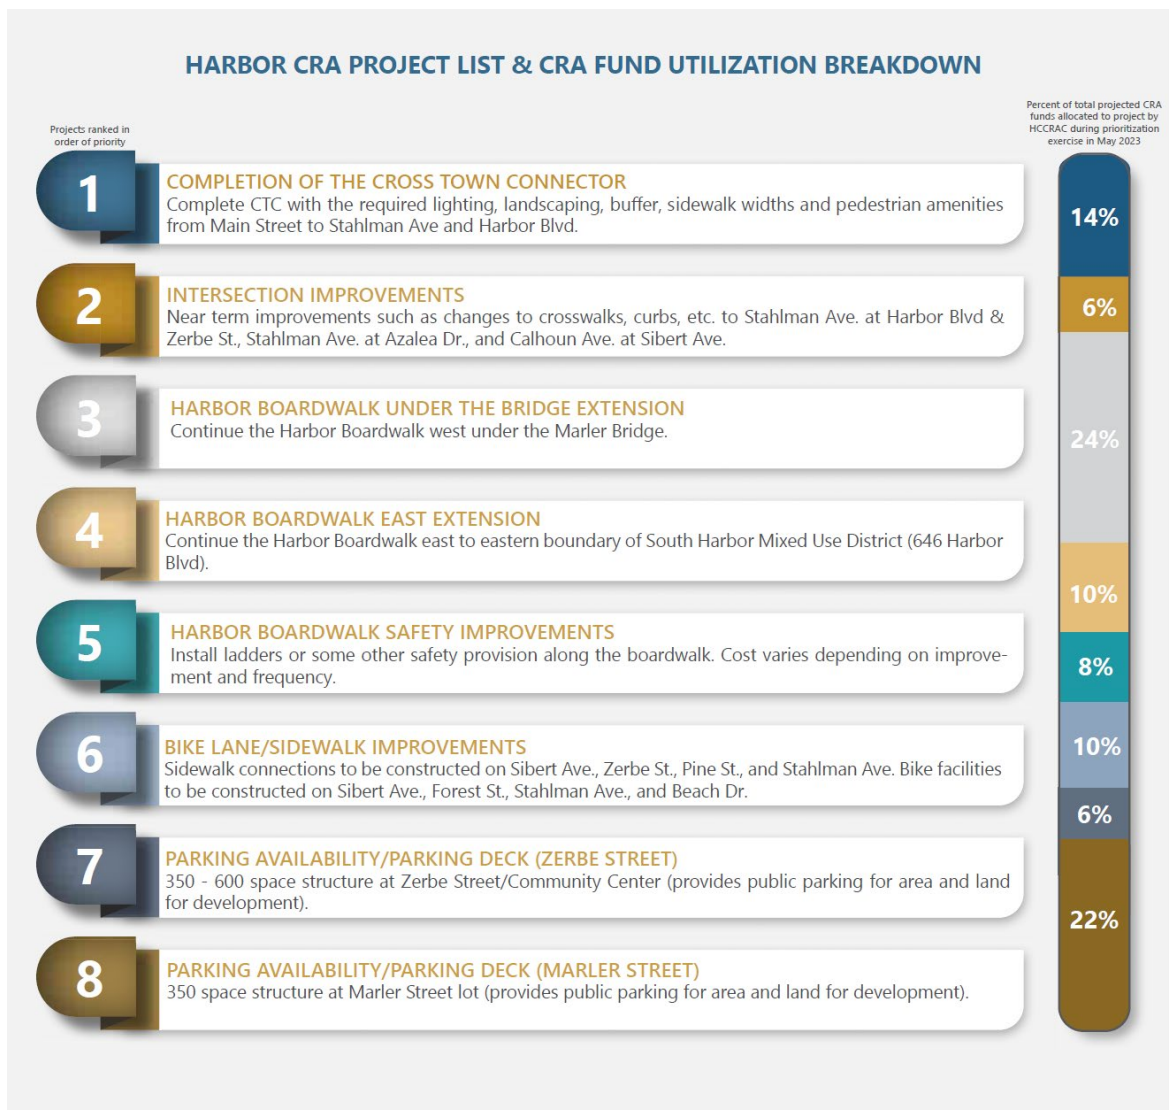 HARBOR CRA PROJECT LIST & CRA FUND UTILIZATION BREAKDOWN
Projects ranked in
order of priority
Percent of total projected CRA
funds allocated to project by
HCCRAC during prioritization
exercise in May 2023
1
COMPLETION OF THE CROSS TOWN CONNECTOR
Complete CTC with the required lighting, landscaping, buffer, sidewalk widths and pedestrian amenities
from Main Street to Stahlman Ave and Harbor Blvd.
14%
2
INTERSECTION IMPROVEMENTS
Near term improvements such as changes to crosswalks, curbs, etc. to Stahlman Ave. at Harbor Blvd &
Zerbe St., Stahlman Ave. at Azalea Dr., and Calhoun Ave. at Sibert Ave.
6%
3
HARBOR BOARDWALK UNDER THE BRIDGE EXTENSION
Continue the Harbor Boardwalk west under the Marler Bridge.
24%
4
HARBOR BOARDWALK EAST EXTENSION
Continue the Harbor Boardwalk east to eastern boundary of South Harbor Mixed Use District (646 Harbor
Blvd).
10%
5
HARBOR BOARDWALK SAFETY IMPROVEMENTS
Install ladders or some other safety provision along the boardwalk. Cost varies depending on improve-
ment and frequency.
8%
6
BIKE LANE/SIDEWALK IMPROVEMENTS
Sidewalk connections to be constructed on Sibert Ave., Zerbe St., Pine St., and Stahlman Ave. Bike facilities
to be constructed on Sibert Ave., Forest St., Stahlman Ave., and Beach Dr.
10%
7
PARKING AVAILABILITY/PARKING DECK (ZERBE STREET)
350 - 600 space structure at Zerbe Street/Community Center (provides public parking for area and land
for development).
6%
8
PARKING AVAILABILITY/PARKING DECK (MARLER STREET)
350 space structure at Marler Street lot (provides public parking for area and land for development).
22%